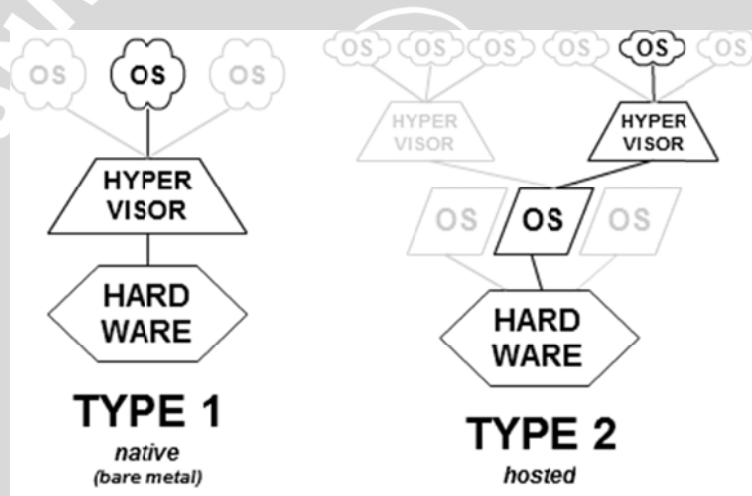 OS OS OS
HYPER
VISOR
HARD
WARE
TYPE 1
native
(bare metal)
OS OS OS OS OS OS
HYPER
VISOR
HYPER
VISOR
OS OS OS
HARD
WARE
TYPE 2
hosted